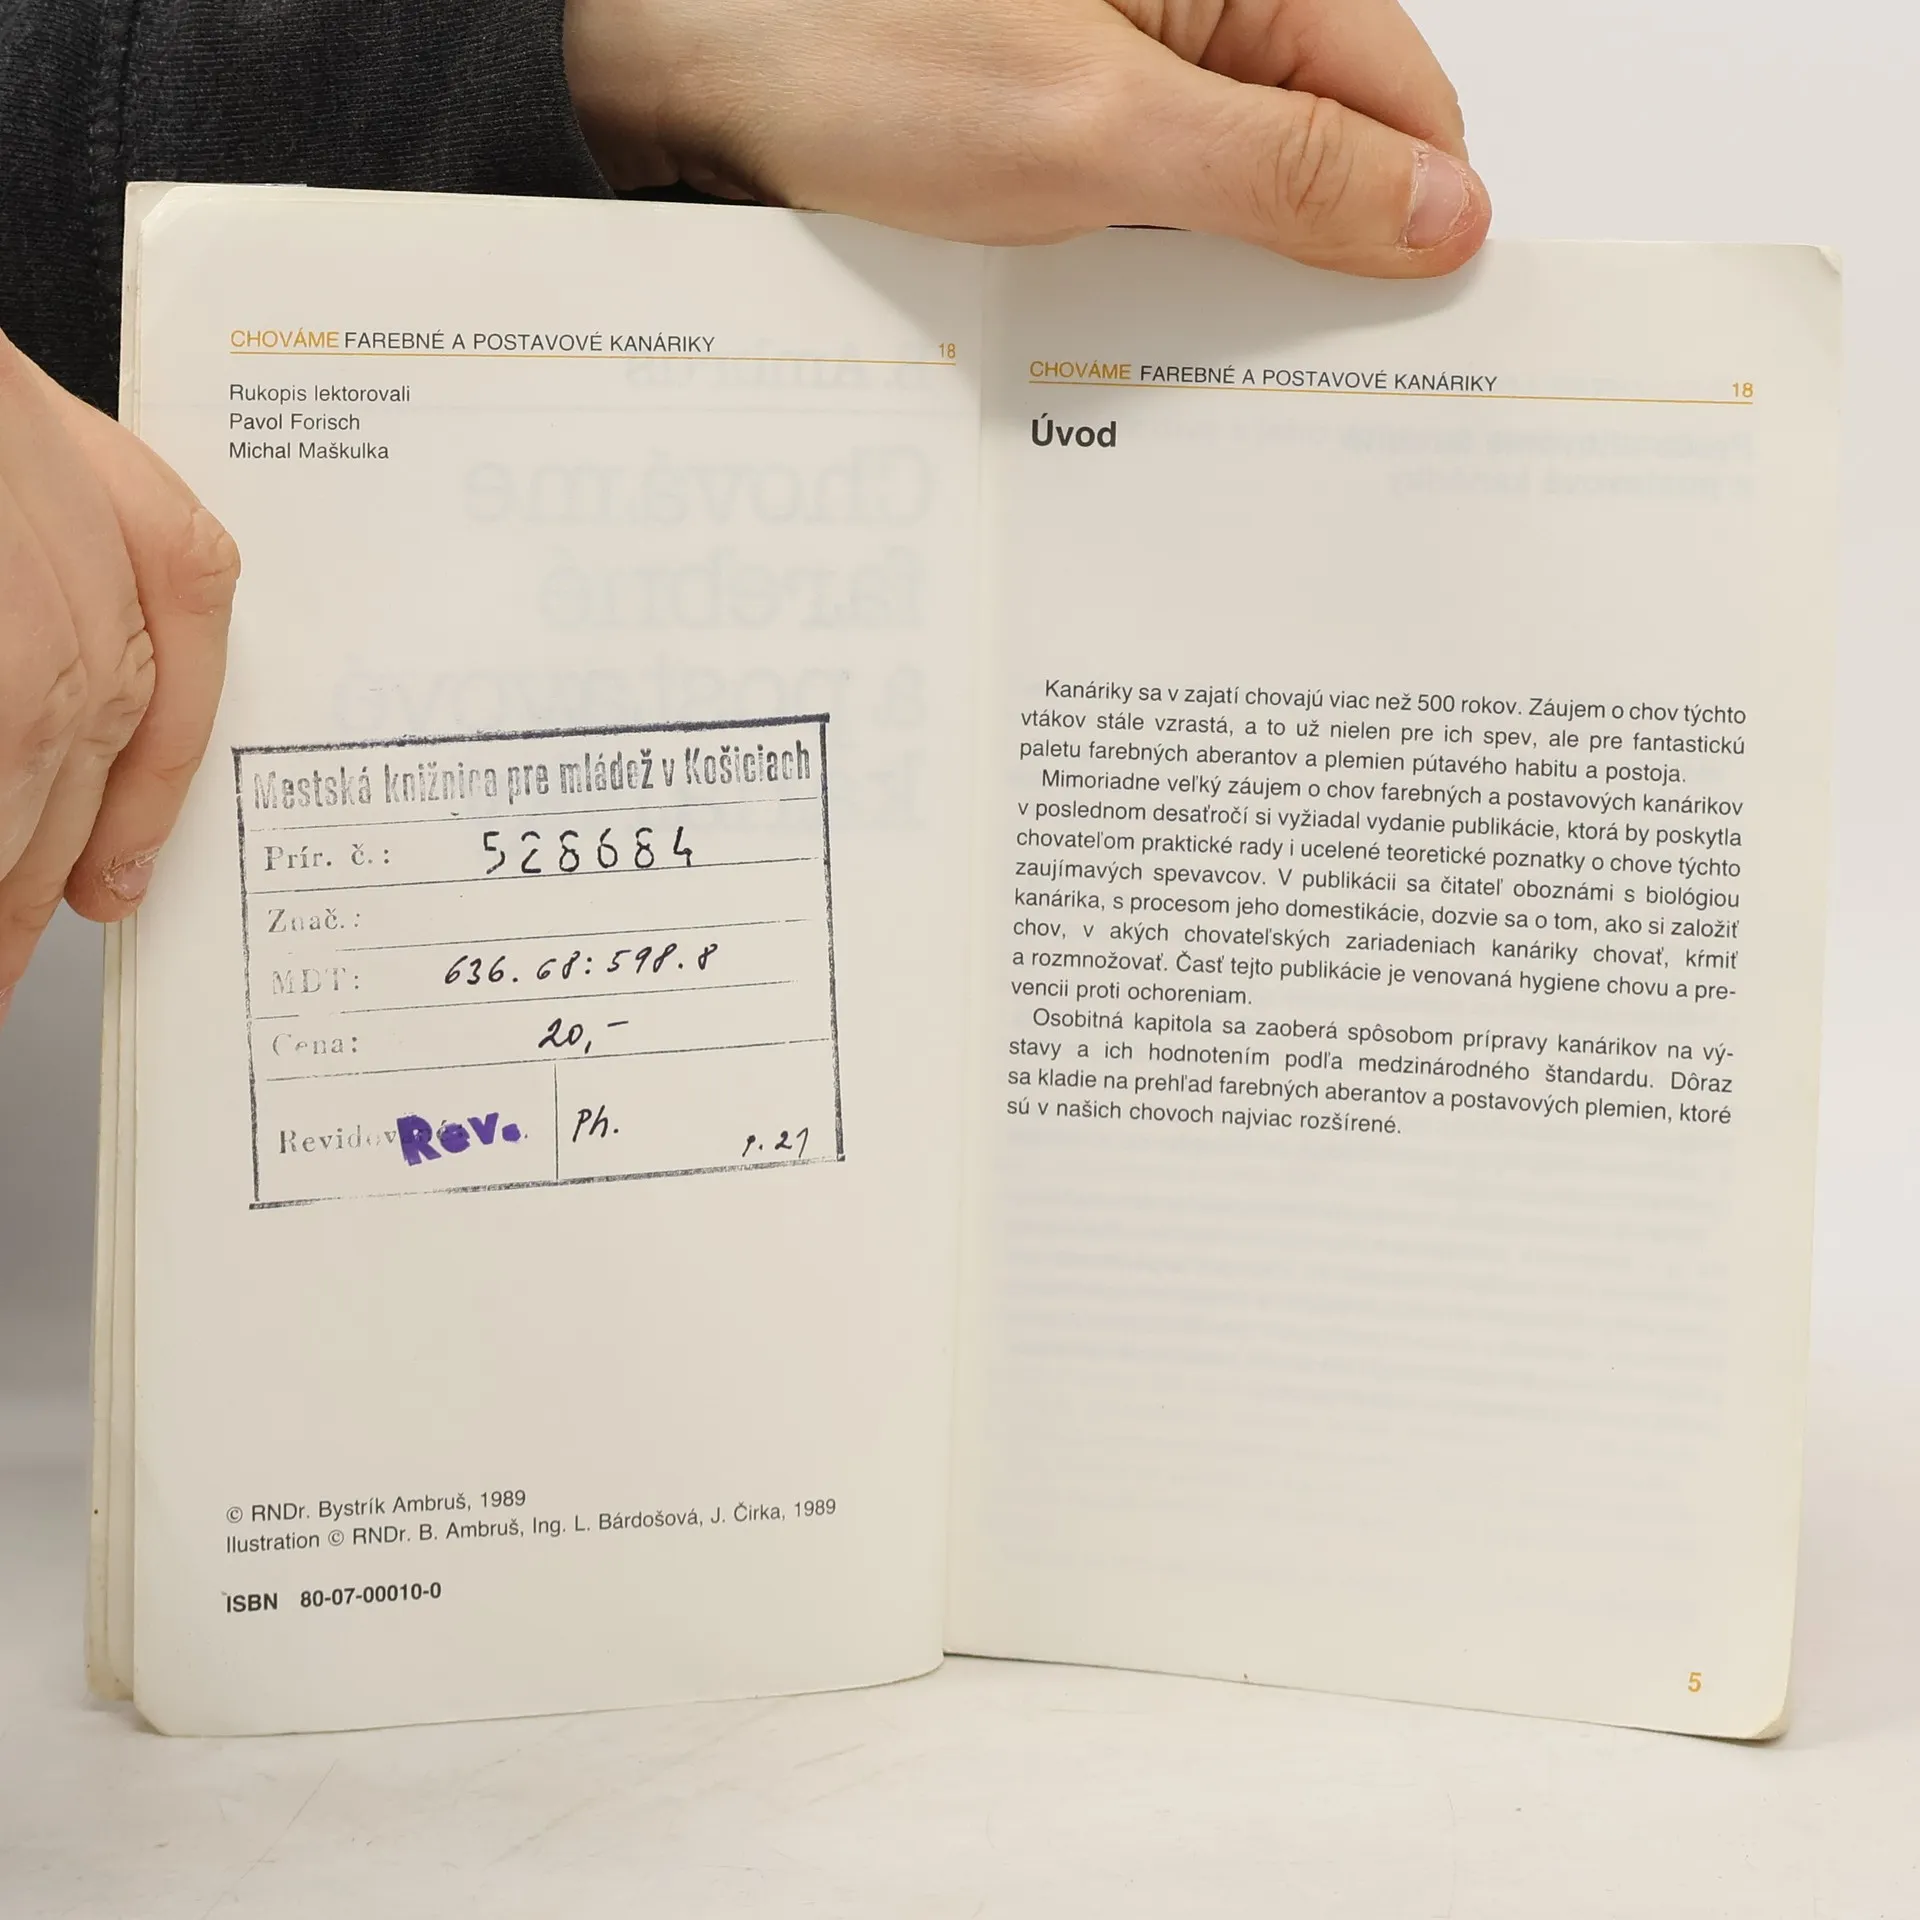 CHOVÁME FAREBNÉ A POSTAVOVÉ KANÁRIKY 18
Rukopis lektorovali
Pavol Forisch
Michal Maškulka
Mestská knižnica pre mládež v Košiciach
Prír. č.: 528684
Znač.:
MDT: 636.68:598.8
Cena: 20,-
Rev. Ph. p. 21
© RNDr. Bystrík Ambruš, 1989
Ilustration © RNDr. B. Ambruš, Ing. L. Bárdošová, J. Čirka, 1989
ISBN 80-07-00010-0
CHOVÁME FAREBNÉ A POSTAVOVÉ KANÁRIKY 18
Úvod
Kanáriky sa v zajatí chovajú viac než 500 rokov. Záujem o chov týchto
vtákov stále vzrastá, a to už nielen pre ich spev, ale pre fantastickú
paletu farebných aberantov a plemien pútavého habitu a postoja.
Mimoriadne veľký záujem o chov farebných a postavových kanárikov
v poslednom desaťročí si vyžiadal vydanie publikácie, ktorá by poskytla
chovateľom praktické rady i ucelené teoretické poznatky o chove týchto
zaujímavých spevavcov. V publikácii sa čitateľ oboznámi s biológiou
kanárika, s procesom jeho domestikácie, dozvie sa o tom, ako si založiť
chov, v akých chovateľských zariadeniach kanáriky chovať, kŕmiť
a rozmnožovať. Časť tejto publikácie je venovaná hygiene chovu a pre-
vencii proti ochoreniam.
Osobitná kapitola sa zaoberá spôsobom prípravy kanárikov na vý-
stavy a ich hodnotením podľa medzinárodného štandardu. Dôraz
sa kladie na prehľad farebných aberantov a postavových plemien, ktoré
sú v našich chovoch najviac rozšírené.
5